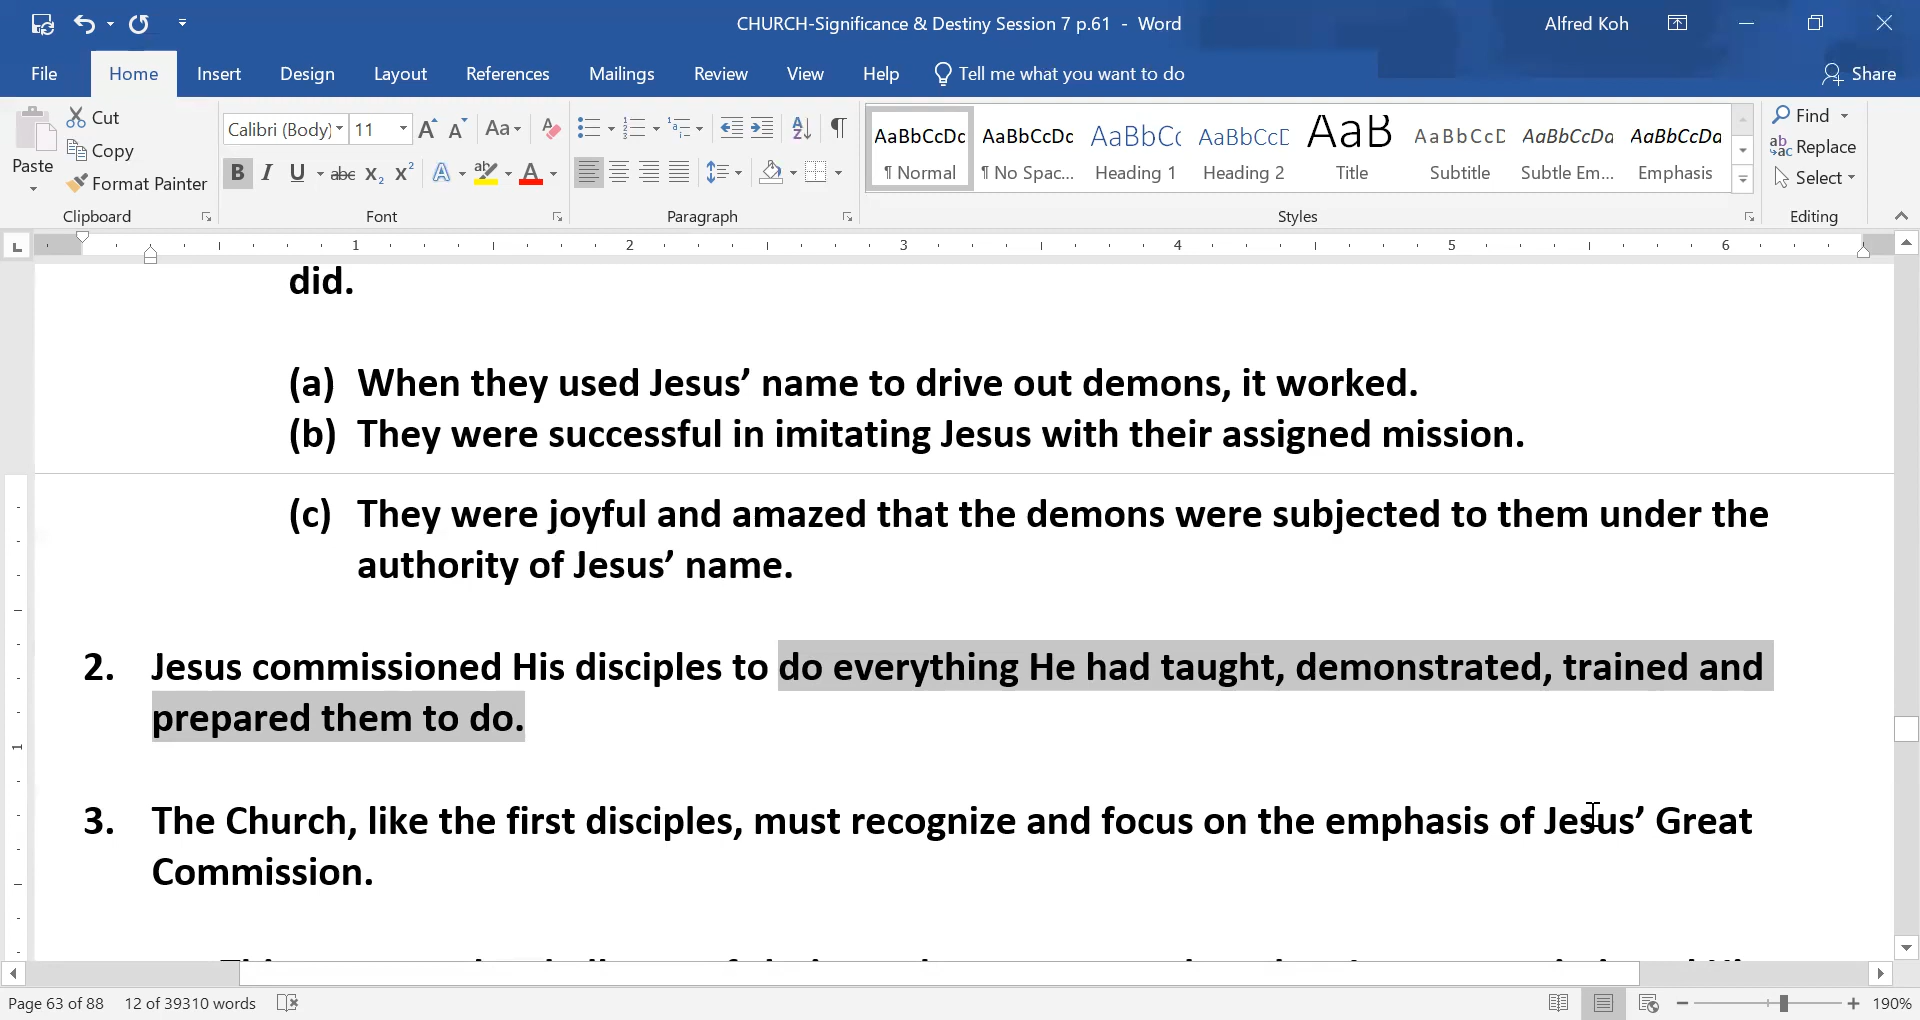 CHURCH-Significance & Destiny Session 7 p.61 - Word
Alfred Koh
File Home Insert Design Layout References Mailings Review View Help Tell me what you want to do Share
Paste
Cut
Copy
Format Painter
Clipboard
Calibri (Body) 11
Font
Paragraph
AaBbCcDc AaBbCcDc AaBbCc AaBbCcD AaB AaBbCcD AaBbCcDa AaBbCcDa
¶ Normal ¶ No Spac... Heading 1 Heading 2 Title Subtitle Subtle Em... Emphasis
Styles
Find
Replace
Select
Editing
1 2 3 4 5 6
did.
(a) When they used Jesus’ name to drive out demons, it worked.
(b) They were successful in imitating Jesus with their assigned mission.
(c) They were joyful and amazed that the demons were subjected to them under the
authority of Jesus’ name.
2. Jesus commissioned His disciples to do everything He had taught, demonstrated, trained and
prepared them to do.
3. The Church, like the first disciples, must recognize and focus on the emphasis of Jesus’ Great
Commission.
Page 63 of 88 12 of 39310 words
190%